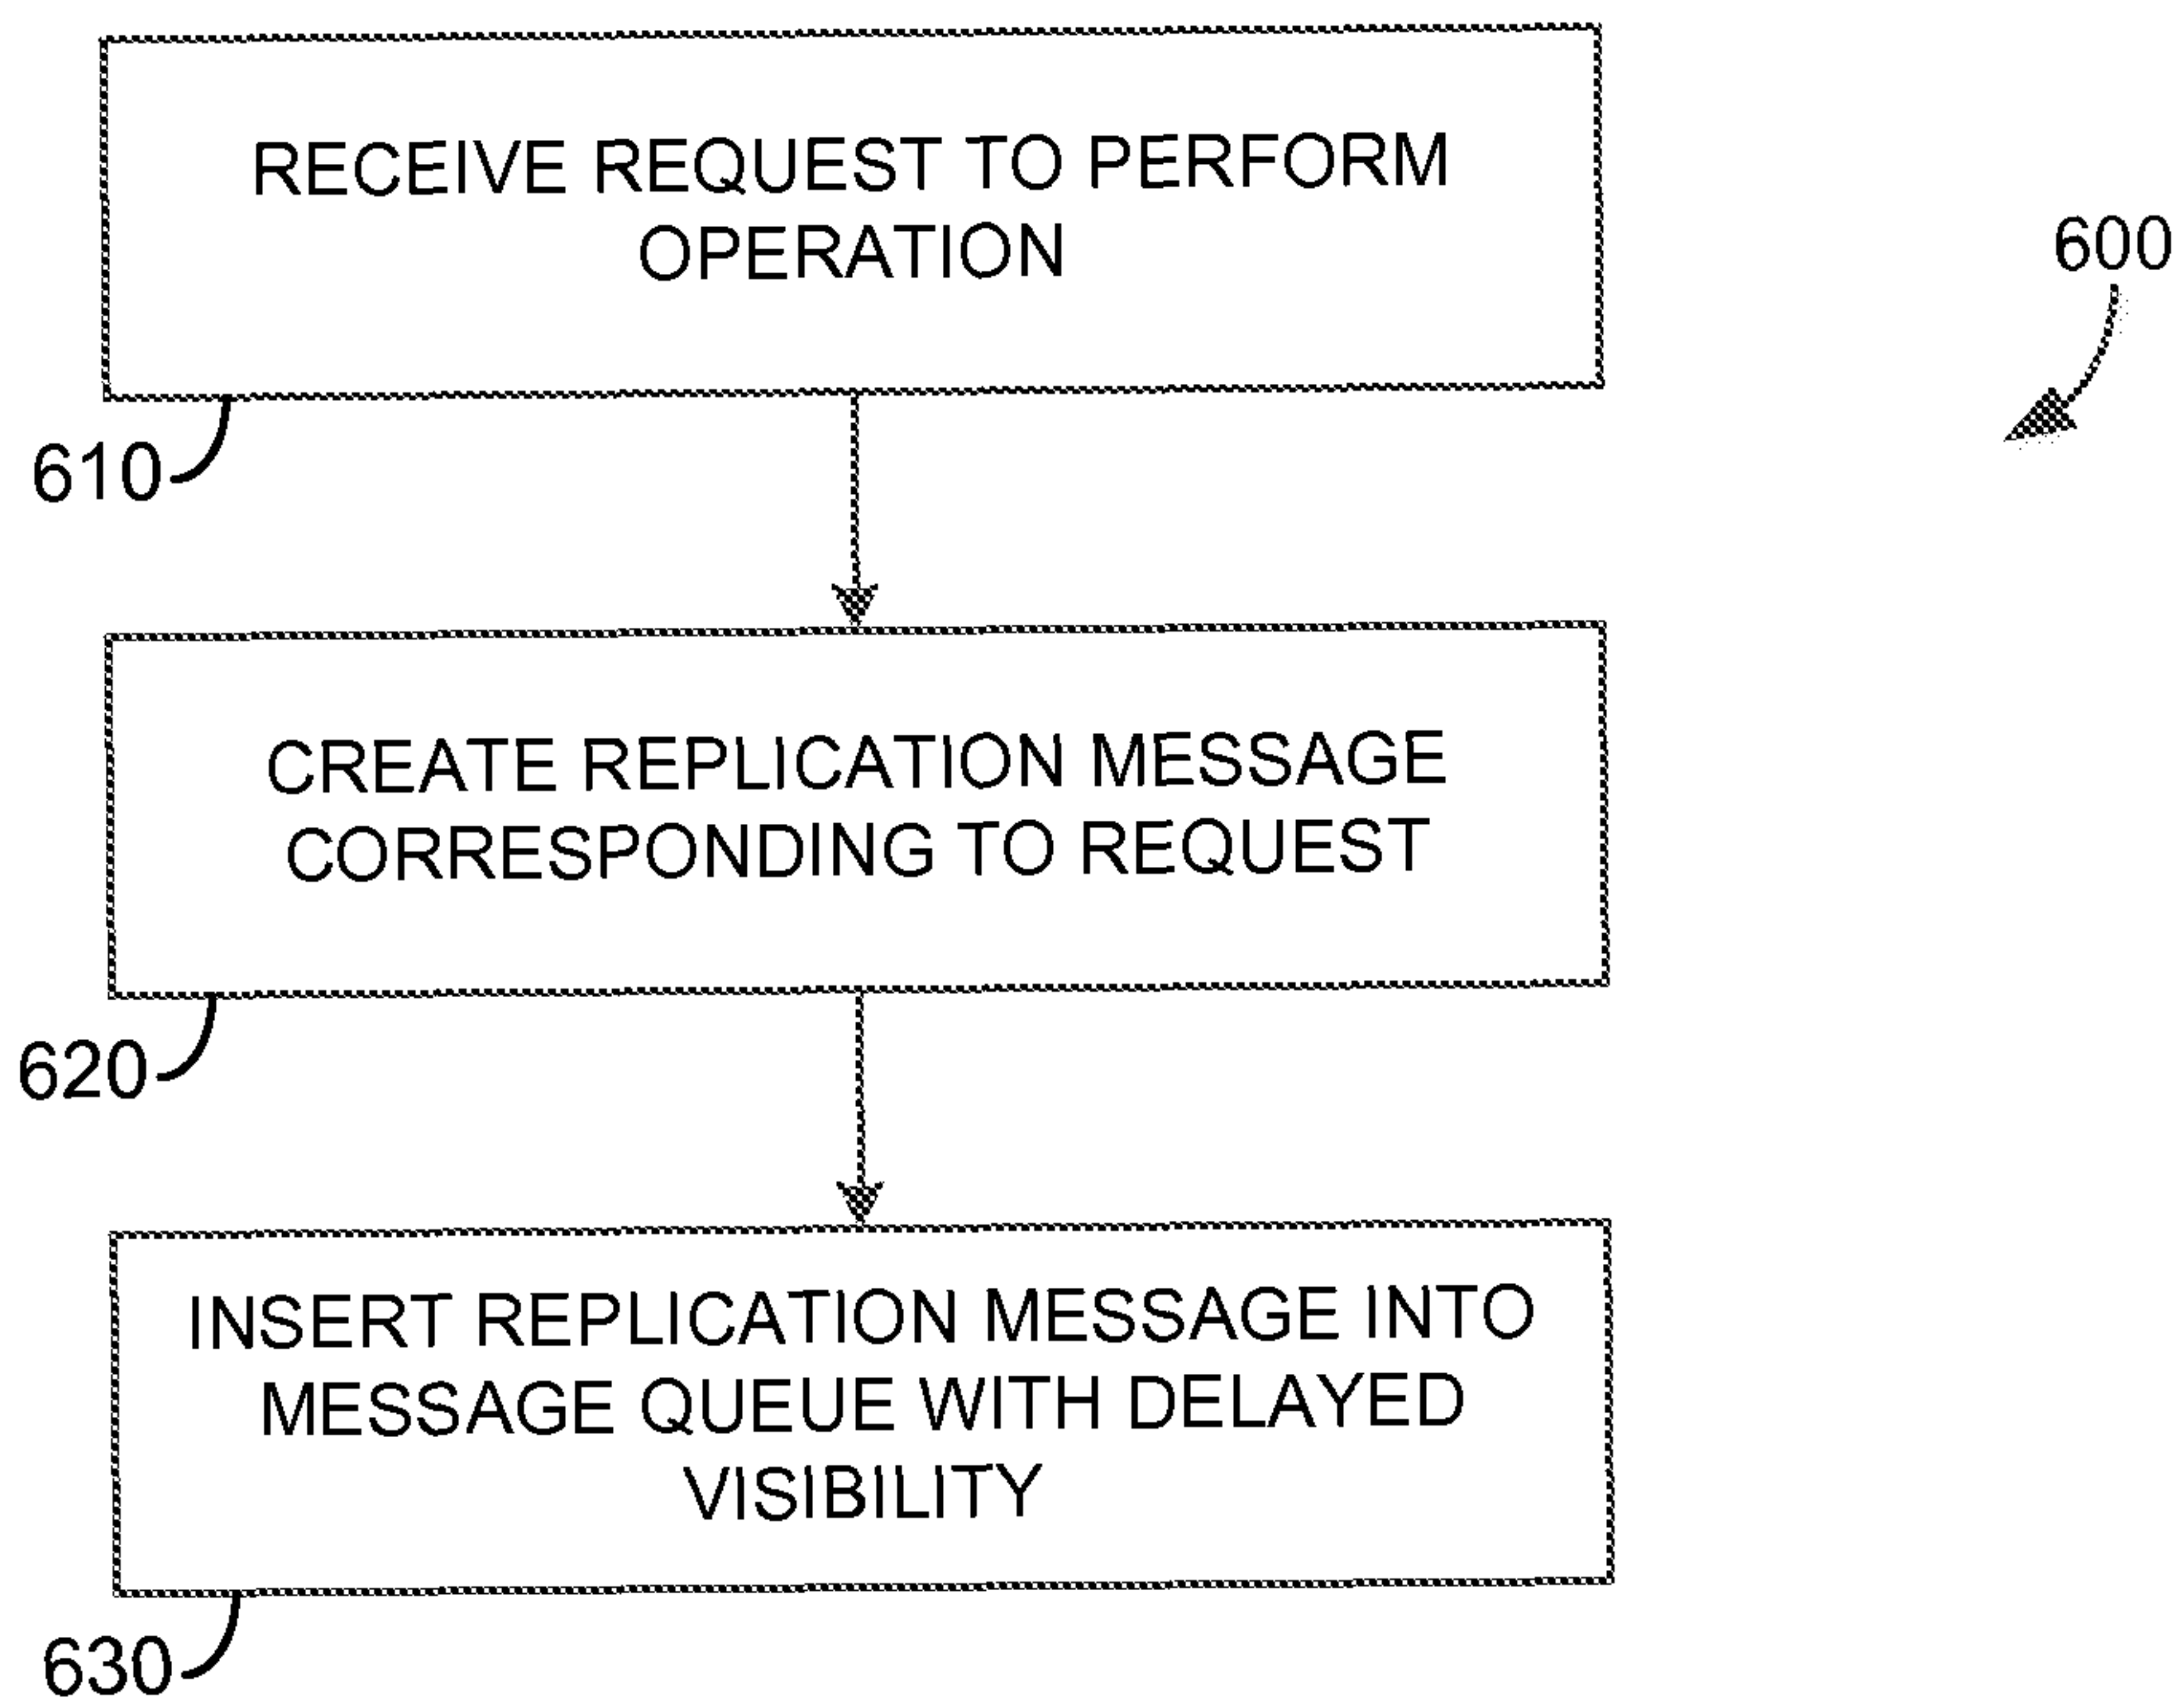 RECEIVE REQUEST TO PERFORM
OPERATION
600
610
CREATE REPLICATION MESSAGE
CORRESPONDING TO REQUEST
620
INSERT REPLICATION MESSAGE INTO
MESSAGE QUEUE WITH DELAYED
VISIBILITY
630